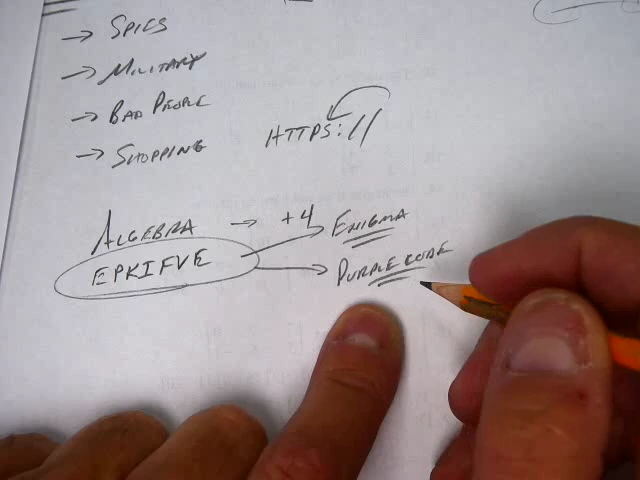 → SPIES
→ MILITARY
→ BAD PEOPLE
→ SHOPPING
HTTPS://
ALGEBRA → +4
EPKIFVE
ENIGMA
PURPLE CODE